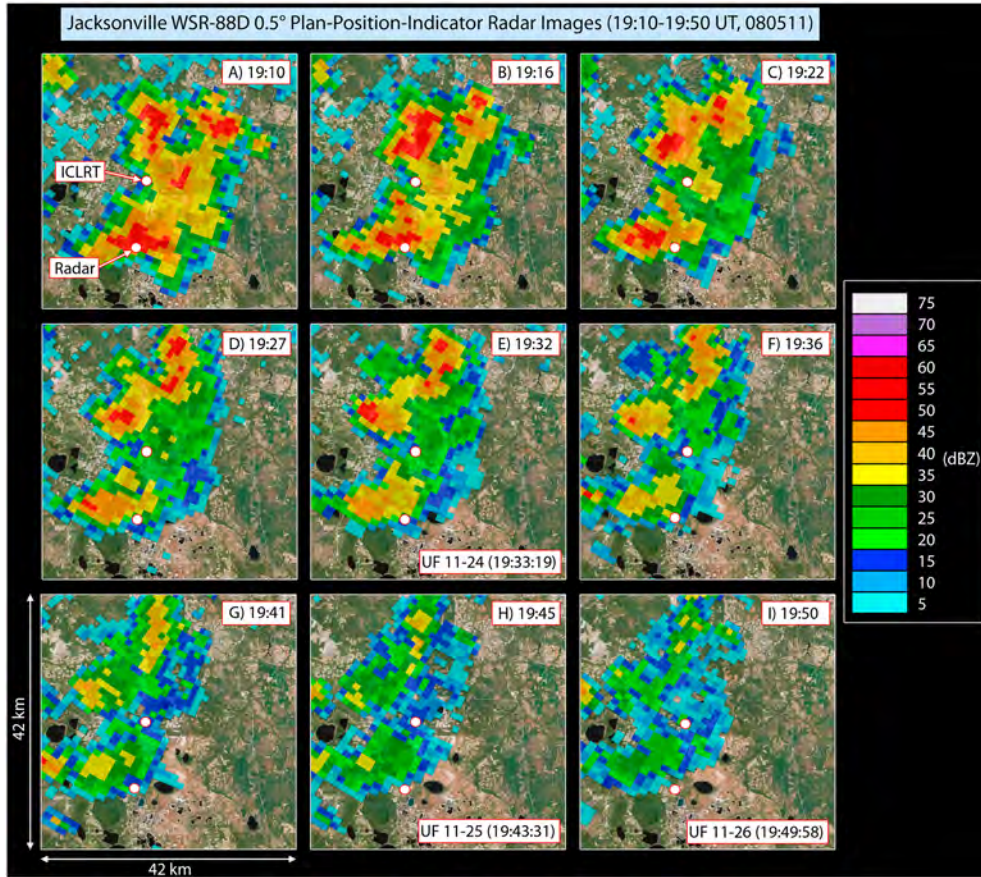 Jacksonville WSR-88D 0.5° Plan-Position-Indicator Radar Images (19:10-19:50 UT, 080511)
A) 19:10
B) 19:16
C) 19:22
ICLRT
Radar
D) 19:27
E) 19:32
F) 19:36
UF 11-24 (19:33:19)
G) 19:41
H) 19:45
I) 19:50
UF 11-25 (19:43:31)
UF 11-26 (19:49:58)
42 km
42 km
75
70
65
60
55
50
45
40
35
30
25
20
15
10
5
(dBZ)